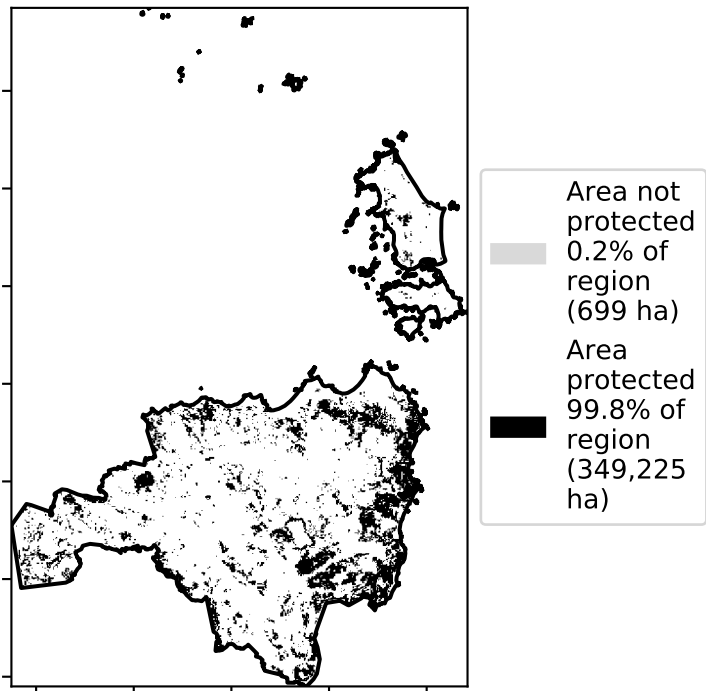 Area not
protected
0.2% of
region
(699 ha)
Area
protected
99.8% of
region
(349,225
ha)